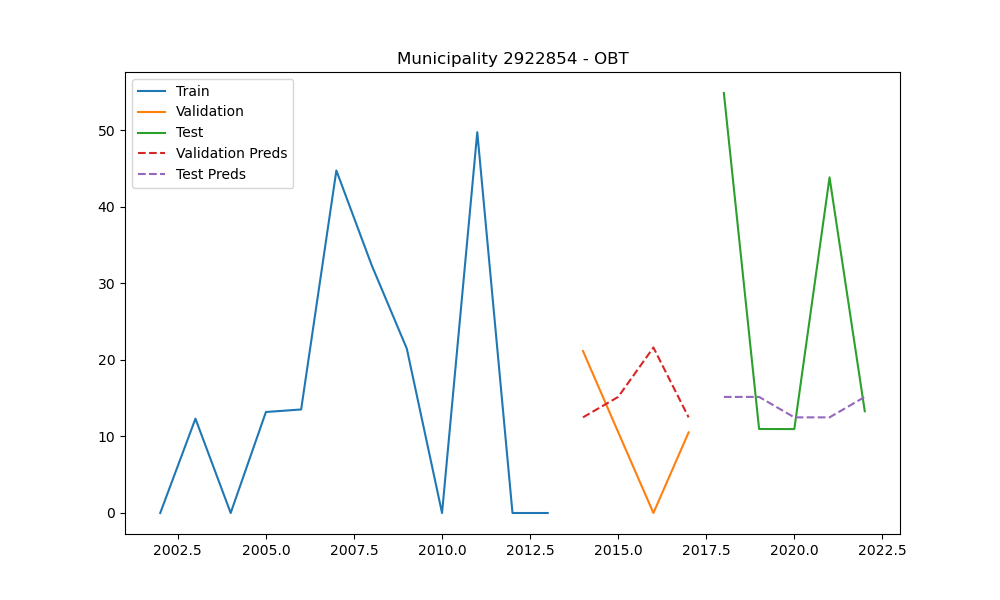 Municipality 2922854 - OBT
Train
Validation
Test
Validation Preds
Test Preds
50
40
30
20
10
0
2002.5 2005.0 2007.5 2010.0 2012.5 2015.0 2017.5 2020.0 2022.5